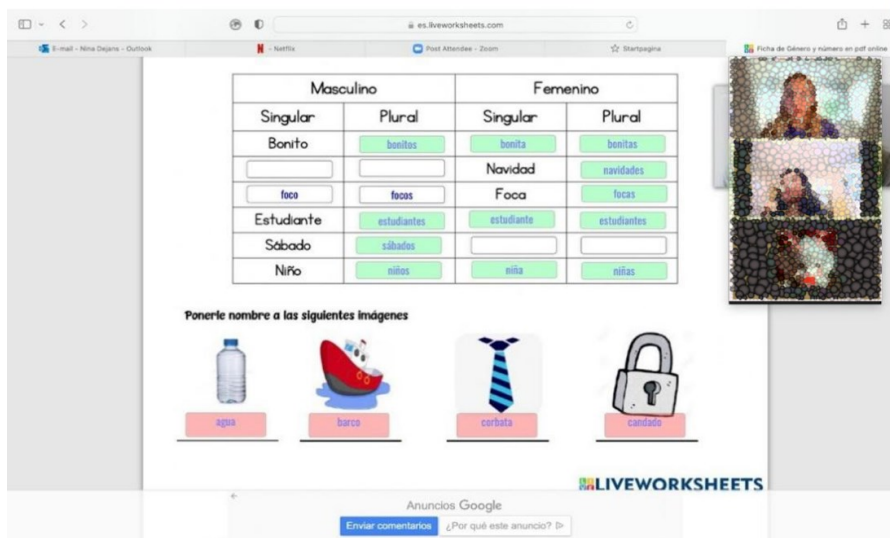 es.liveworksheets.com
E-mail - Nina Dejans - Outlook
N - Netflix
Post Attendee - Zoom
Startpagina
Ficha de Género y número en pdf online
Masculino Femenino
Singular Plural Singular Plural
Bonito bonitos bonita bonitas
Navidad navidades
foco focos Foca focas
Estudiante estudiantes estudiante estudiantes
Sábado sábados
Niño niños niña niñas
Ponerle nombre a las siguientes imágenes
agua barco corbata candado
LIVEWORKSHEETS
Anuncios Google
Enviar comentarios ¿Por qué este anuncio?